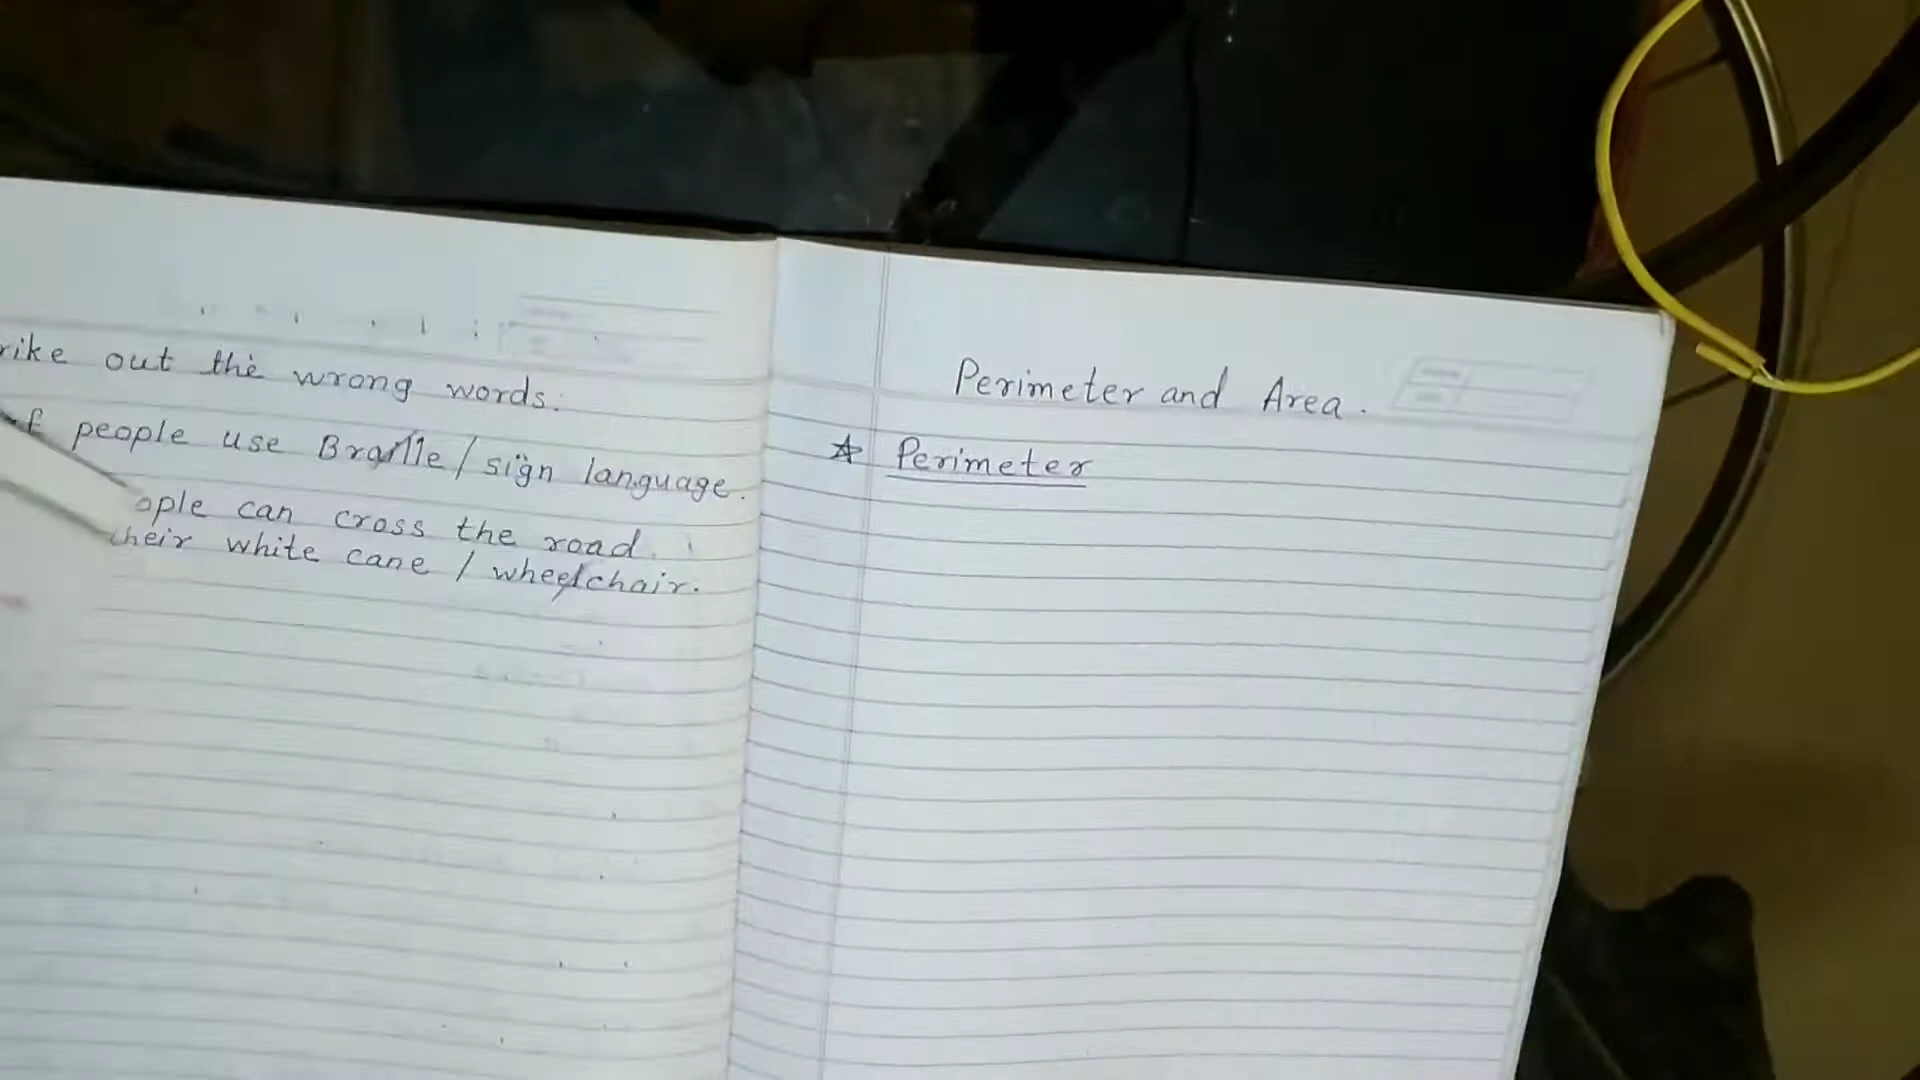 rike out the wrong words:
f people use Braille / sign language.
ople can cross the road
their white cane / wheelchair.
Perimeter and Area.
☆ Perimeter